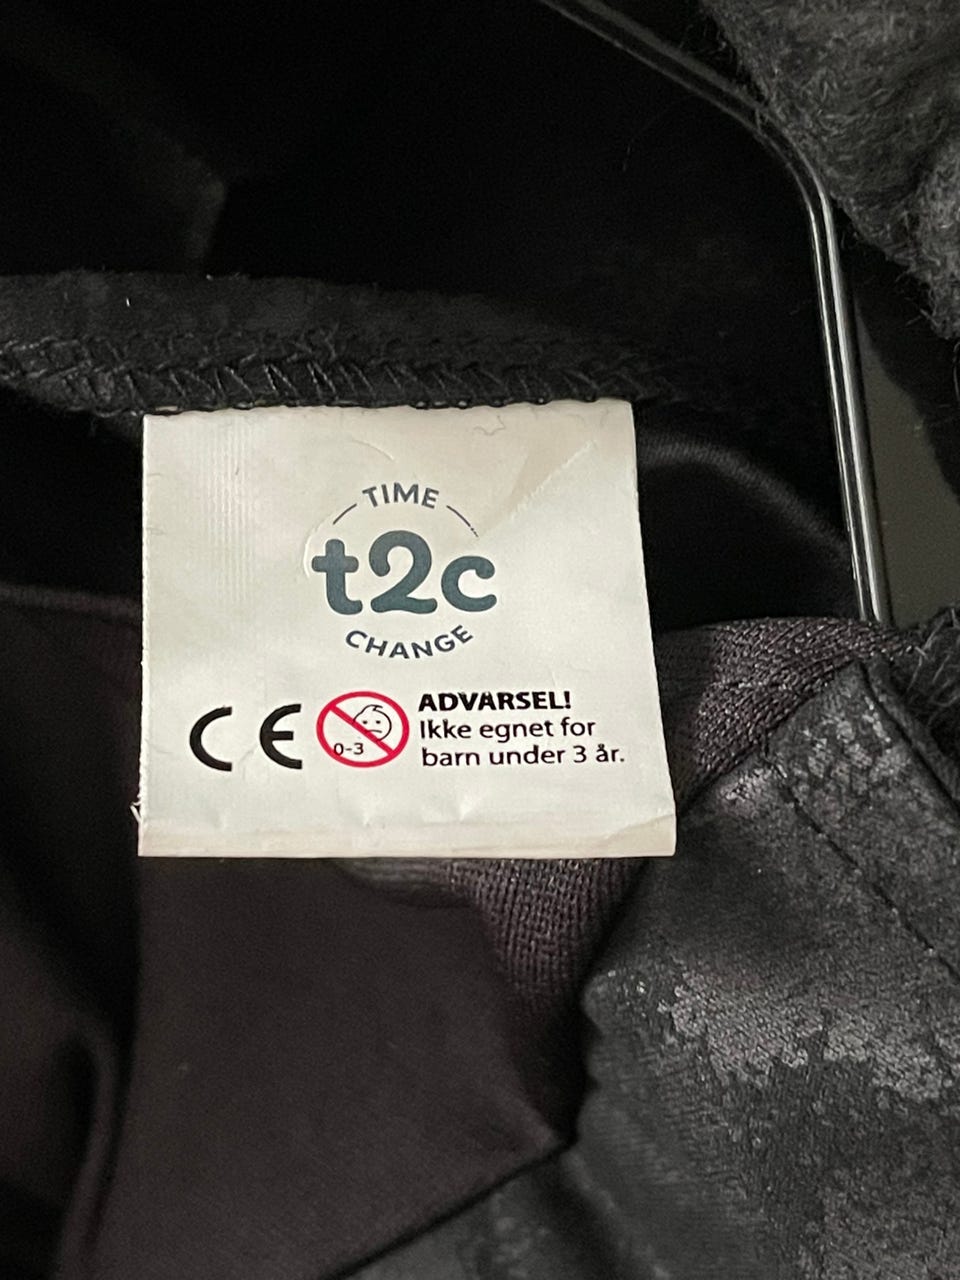 TIME
t2c
CHANGE
CE
0-3
ADVARSEL!
Ikke egnet for
barn under 3 år.